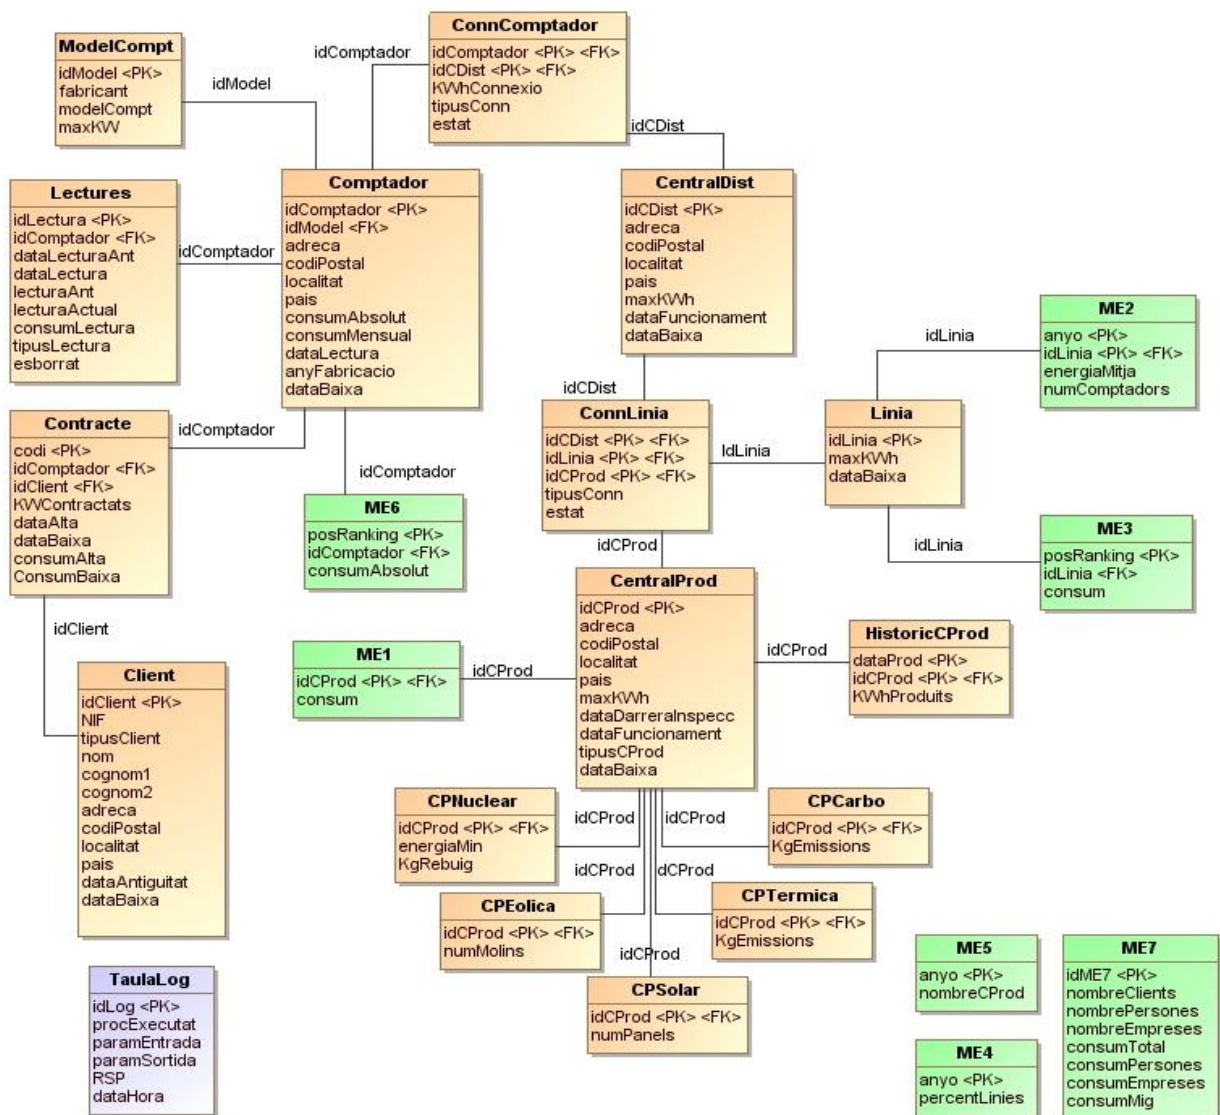 ModelCompt
idModel <PK>
fabricant
modelCompt
maxKW
idModel
idComptador
ConnComptador
idComptador <PK> <FK>
idCDist <PK> <FK>
KWhConnexio
tipusConn
estat
idCDist
Lectures
idLectura <PK>
idComptador <FK>
dataLecturaAnt
dataLectura
lecturaAnt
lecturaActual
consumLectura
tipusLectura
esborrat
idComptador
Comptador
idComptador <PK>
idModel <FK>
adreca
codiPostal
localitat
pais
consumAbsolut
consumMensual
dataLectura
anyFabricacio
dataBaixa
CentralDist
idCDist <PK>
adreca
codiPostal
localitat
pais
maxKWh
dataFuncionament
dataBaixa
idCDist
ME2
anyo <PK>
idLinia <PK> <FK>
energiaMitja
numComptadors
idLinia
Contracte
codi <PK>
idComptador <FK>
idClient <FK>
KWContractats
dataAlta
dataBaixa
consumAlta
ConsumBaixa
idComptador
idComptador
ME6
posRanking <PK>
idComptador <FK>
consumAbsolut
ConnLinia
idCDist <PK> <FK>
idLinia <PK> <FK>
idCProd <PK> <FK>
tipusConn
estat
IdLinia
Linia
idLinia <PK>
maxKWh
dataBaixa
idLinia
ME3
posRanking <PK>
idLinia <FK>
consum
idCProd
idClient
Client
idClient <PK>
NIF
tipusClient
nom
cognom1
cognom2
adreca
codiPostal
localitat
pais
dataAntiguitat
dataBaixa
ME1
idCProd <PK> <FK>
consum
idCProd
CentralProd
idCProd <PK>
adreca
codiPostal
localitat
pais
maxKWh
dataDarreraInspecc
dataFuncionament
tipusCProd
dataBaixa
idCProd
HistoricCProd
dataProd <PK>
idCProd <PK> <FK>
KWhProduits
CPNuclear
idCProd <PK> <FK>
energiaMin
KgRebuig
idCProd
idCProd
CPCarbo
idCProd <PK> <FK>
KgEmissions
idCProd
dCProd
CPEolica
idCProd <PK> <FK>
numMolins
CPTermica
idCProd <PK> <FK>
KgEmissions
idCProd
CPSolar
idCProd <PK> <FK>
numPanels
TaulaLog
idLog <PK>
procExecutat
paramEntrada
paramSortida
RSP
dataHora
ME5
anyo <PK>
nombreCProd
ME4
anyo <PK>
percentLinies
ME7
idME7 <PK>
nombreClients
nombrePersones
nombreEmpreses
consumTotal
consumPersones
consumEmpreses
consumMig